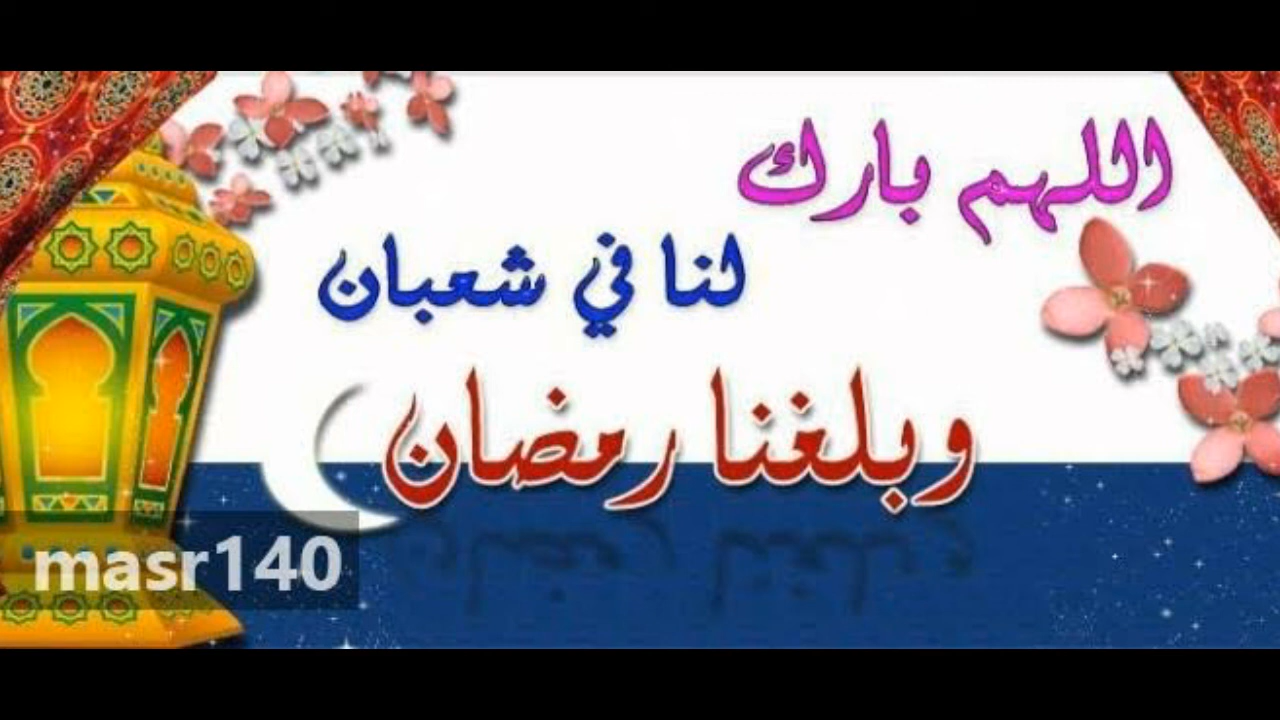 اللهم بارك
لنا في شعبان
وبلغنا رمضان
masr140